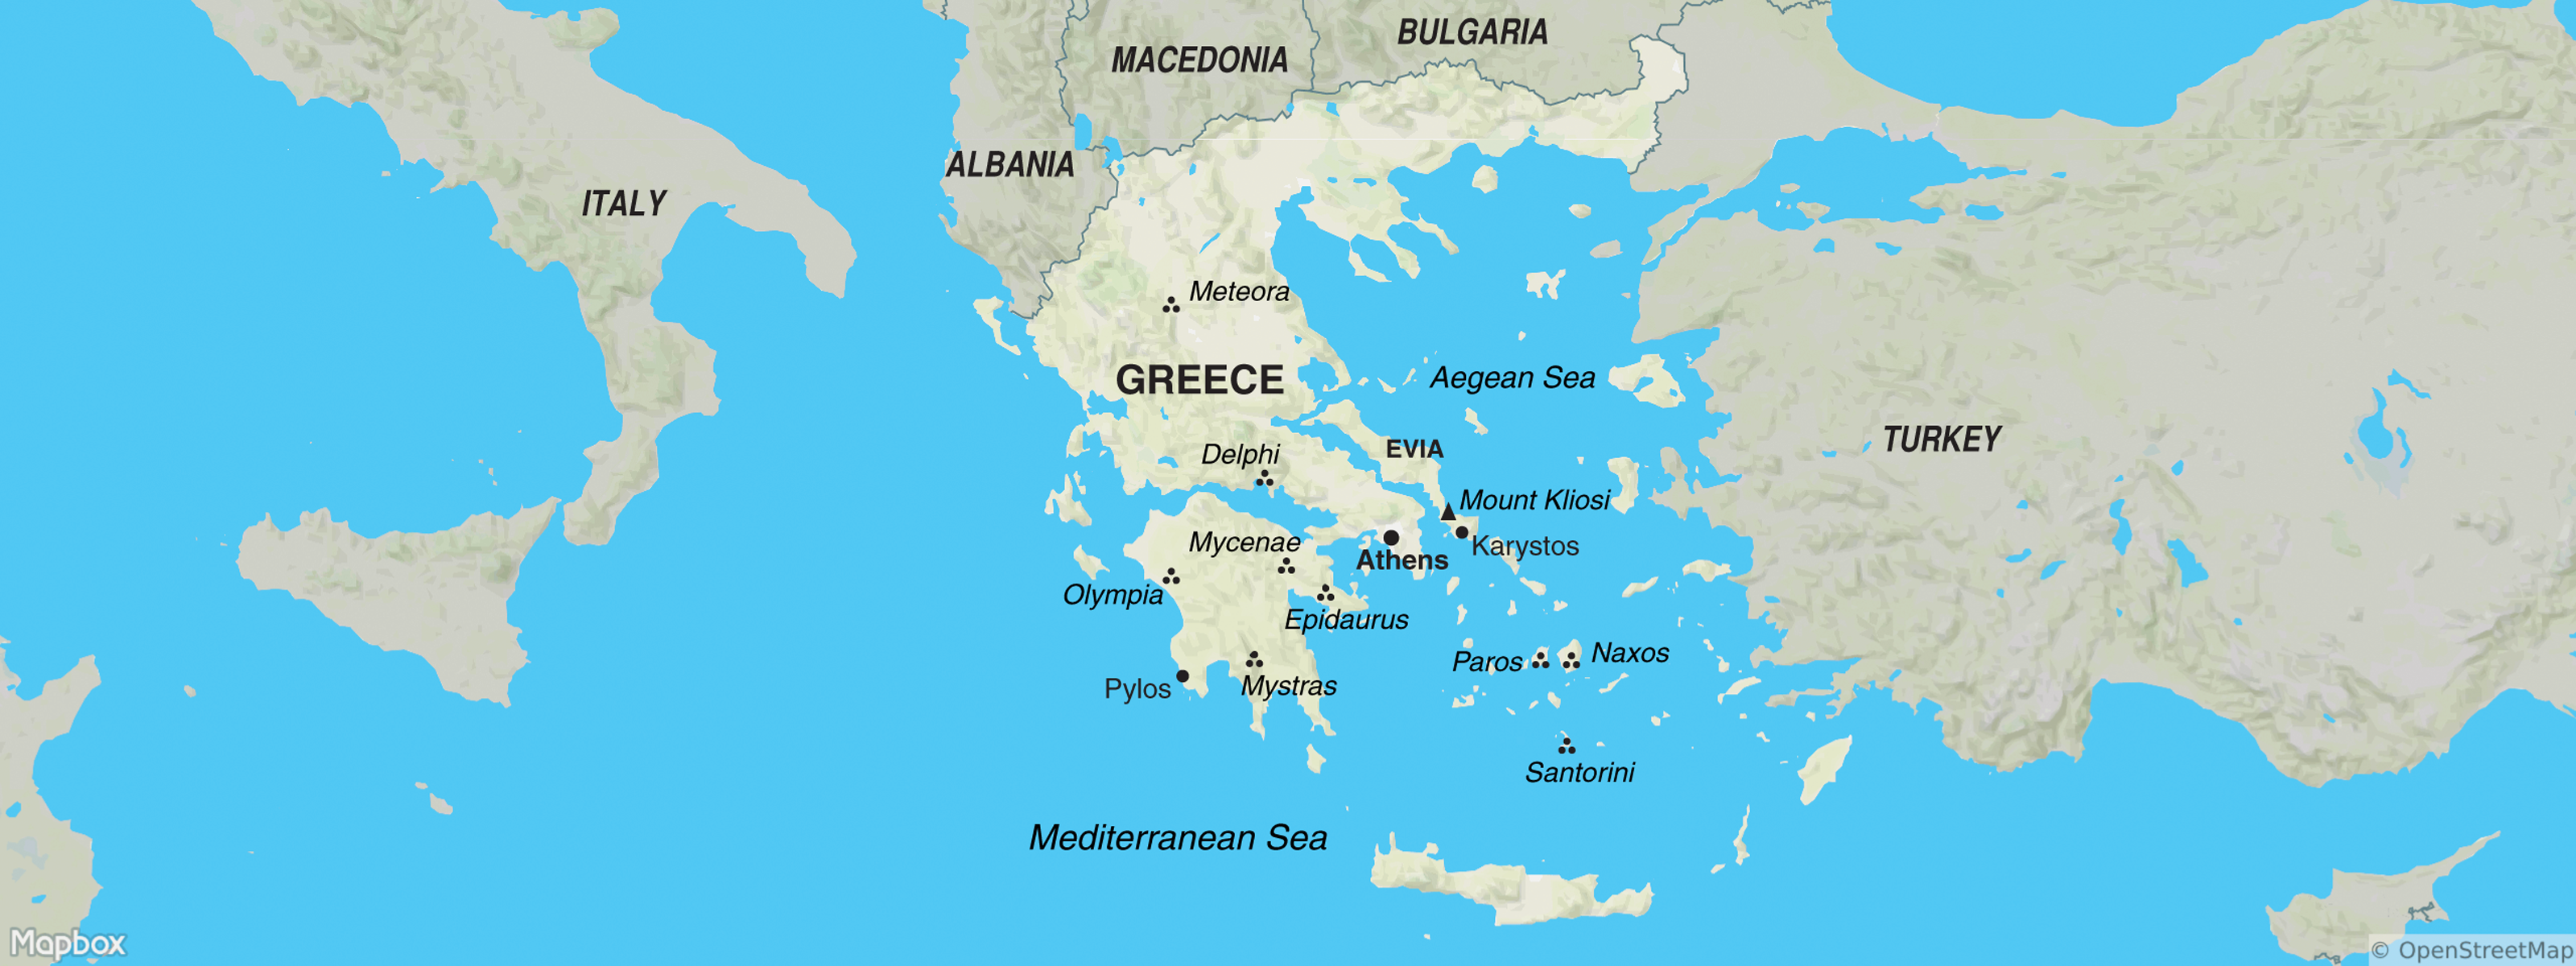 BULGARIA
MACEDONIA
ALBANIA
ITALY
Meteora
GREECE
Aegean Sea
TURKEY
EVIA
Delphi
Mount Kliosi
Mycenae
Karystos
Athens
Olympia
Epidaurus
Naxos
Paros
Pylos
Mystras
Santorini
Mediterranean Sea
Mapbox
© OpenStreetMap